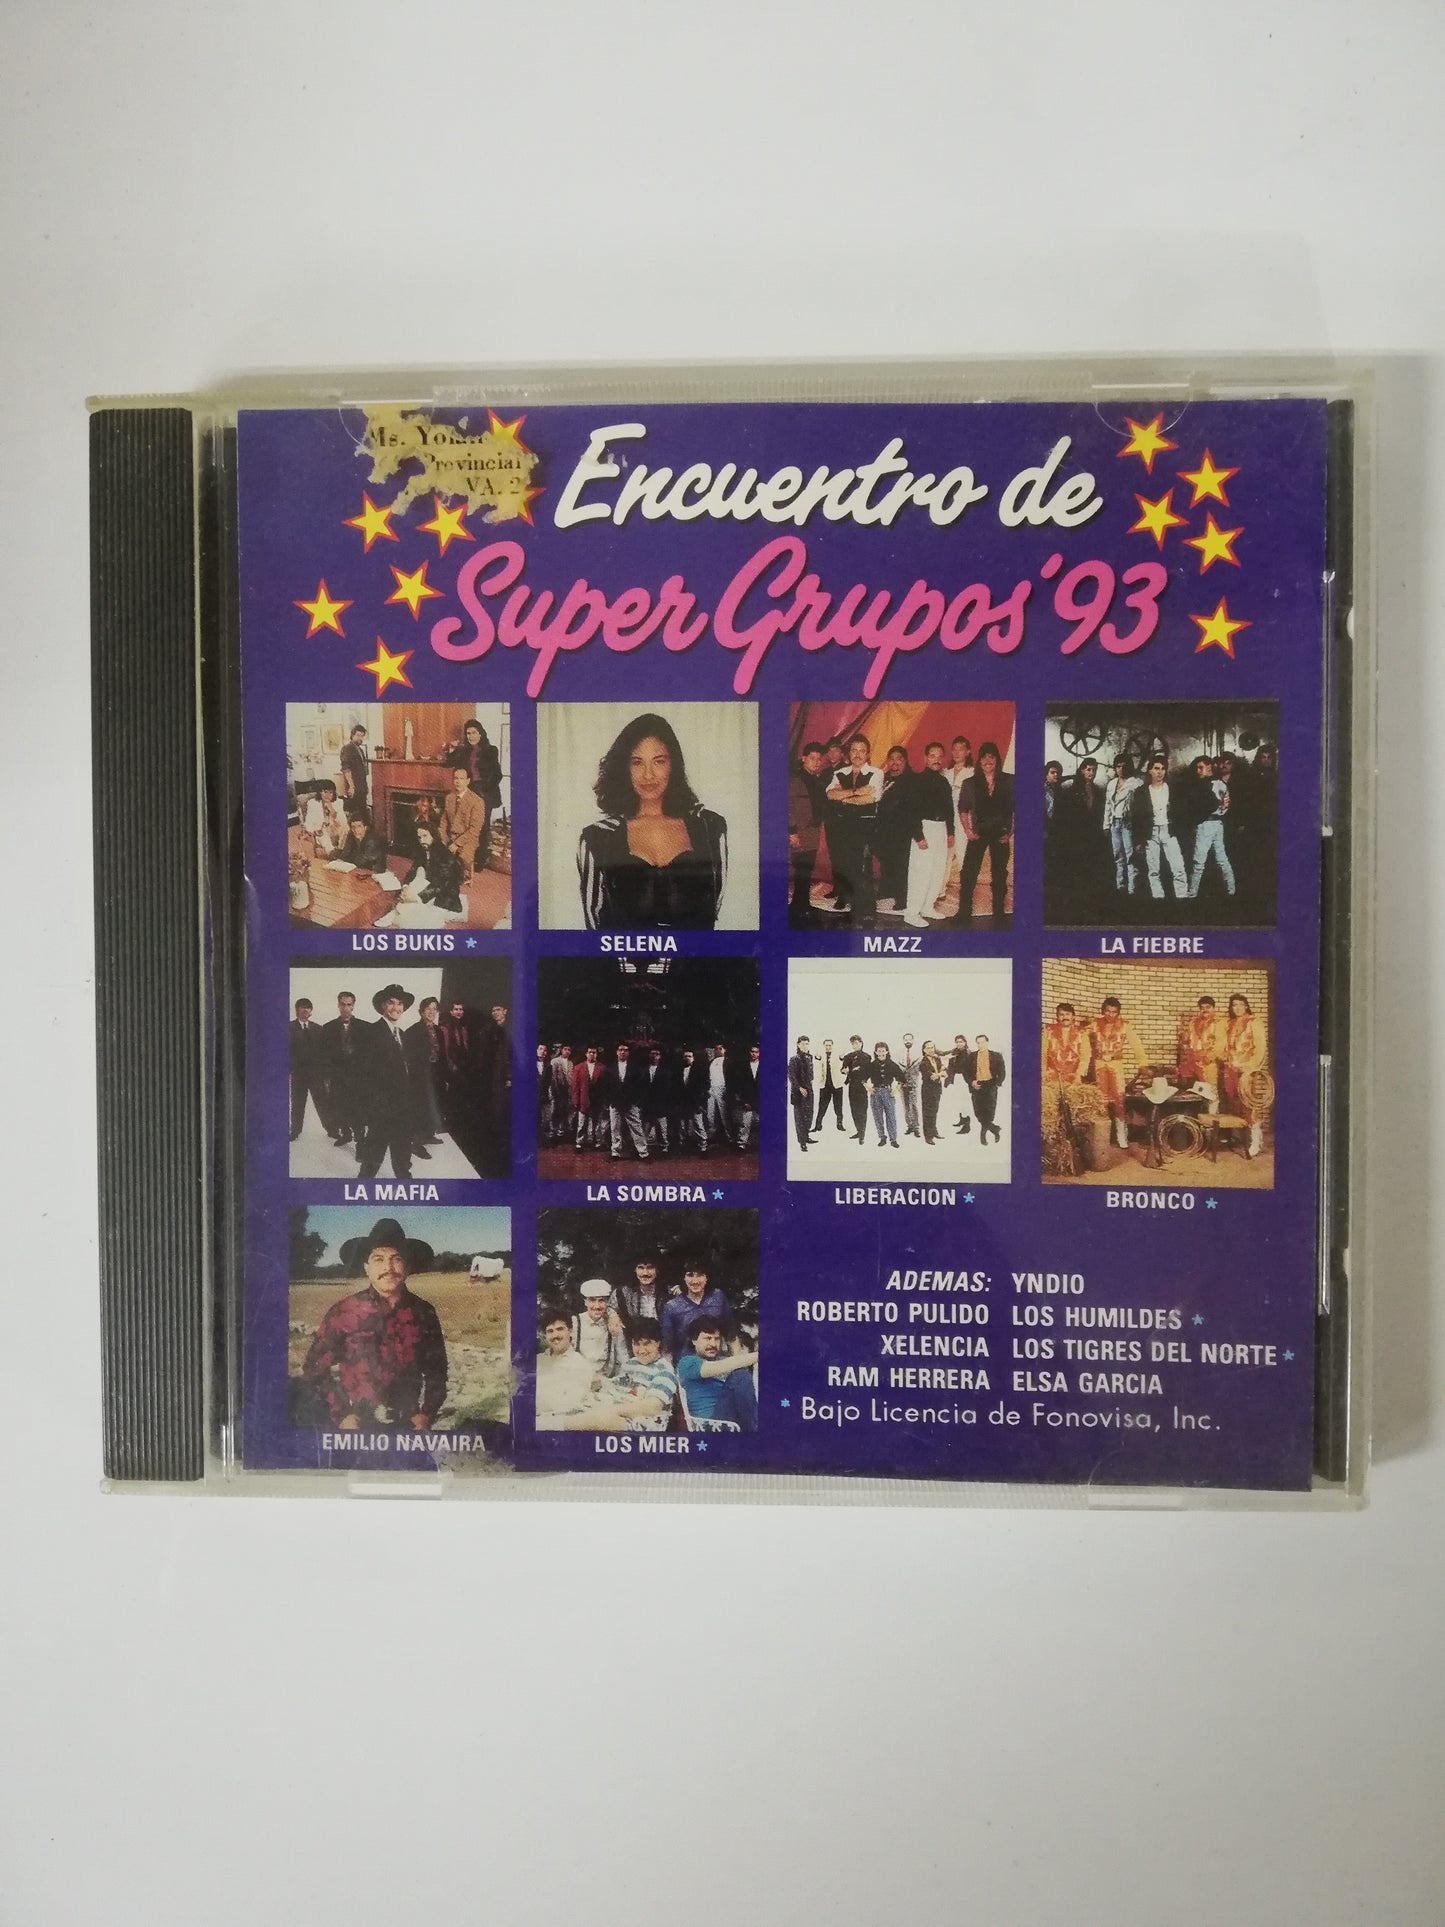 Ms.
Provincial
VA. 2
Encuentro de
Super Grupos '93
LOS BUKIS *
SELENA
MAZZ
LA FIEBRE
LA MAFIA
LA SOMBRA *
LIBERACION *
BRONCO *
EMILIO NAVAIRA
LOS MIER *
ADEMAS: YNDIO
ROBERTO PULIDO LOS HUMILDES *
XELENCIA LOS TIGRES DEL NORTE *
RAM HERRERA ELSA GARCIA
* Bajo Licencia de Fonovisa, Inc.